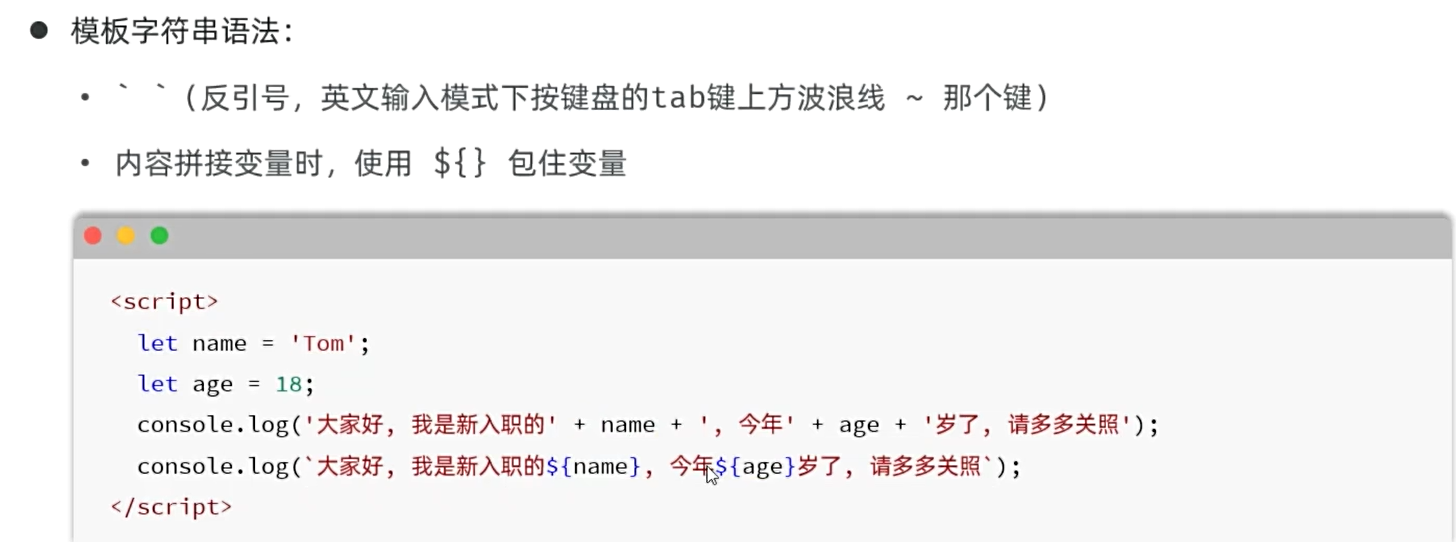 ● 模板字符串语法：
• ` `(反引号，英文输入模式下按键盘的tab键上方波浪线 ~ 那个键)
• 内容拼接变量时，使用 ${} 包住变量
<script>
let name = 'Tom';
let age = 18;
console.log('大家好, 我是新入职的' + name + ', 今年' + age + '岁了, 请多多关照');
console.log(`大家好, 我是新入职的${name}, 今年${age}岁了, 请多多关照`);
</script>